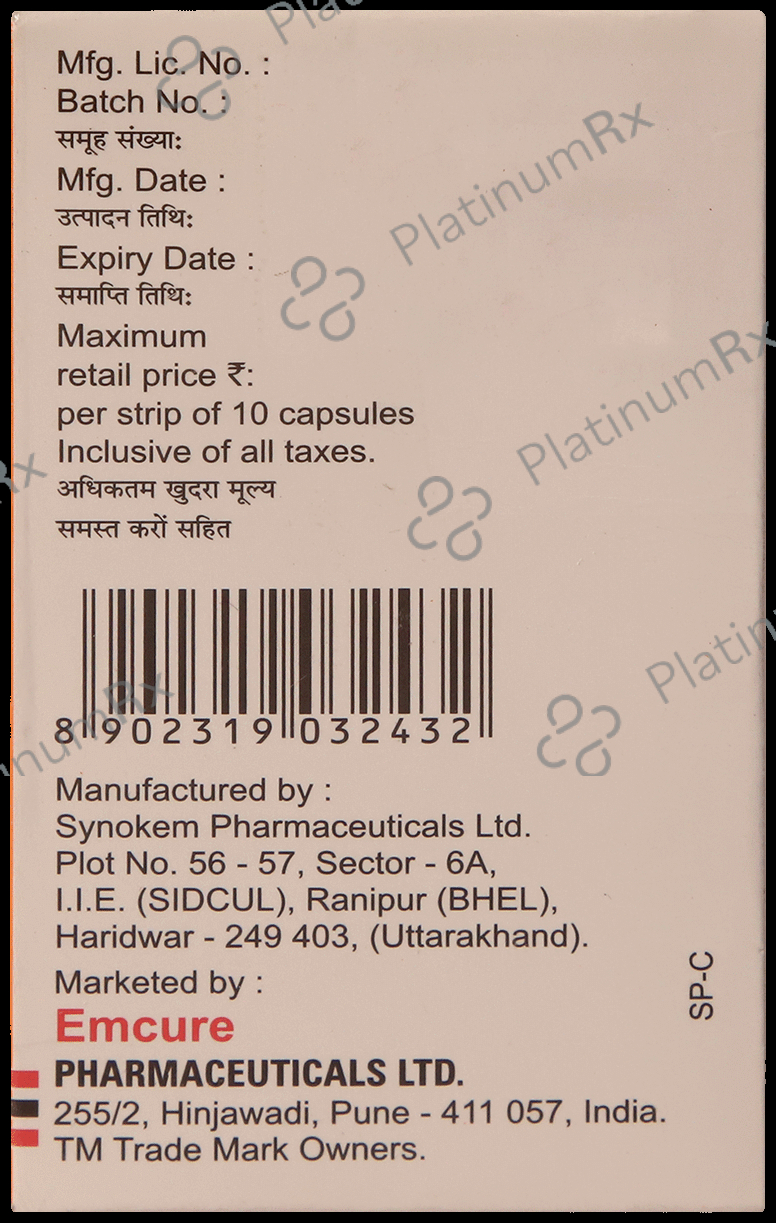 Mfg. Lic. No. :
Batch No. :
समूह संख्या:
Mfg. Date :
उत्पादन तिथि:
Expiry Date :
समाप्ति तिथि:
Maximum
retail price ₹:
per strip of 10 capsules
Inclusive of all taxes.
अधिकतम खुदरा मूल्य
समस्त करों सहित
8 902319 032432
Manufactured by :
Synokem Pharmaceuticals Ltd.
Plot No. 56 - 57, Sector - 6A,
I.I.E. (SIDCUL), Ranipur (BHEL),
Haridwar - 249 403, (Uttarakhand).
Marketed by :
Emcure
PHARMACEUTICALS LTD.
255/2, Hinjawadi, Pune - 411 057, India.
TM Trade Mark Owners.
SP-C
PlatinumRx
PlatinumRx